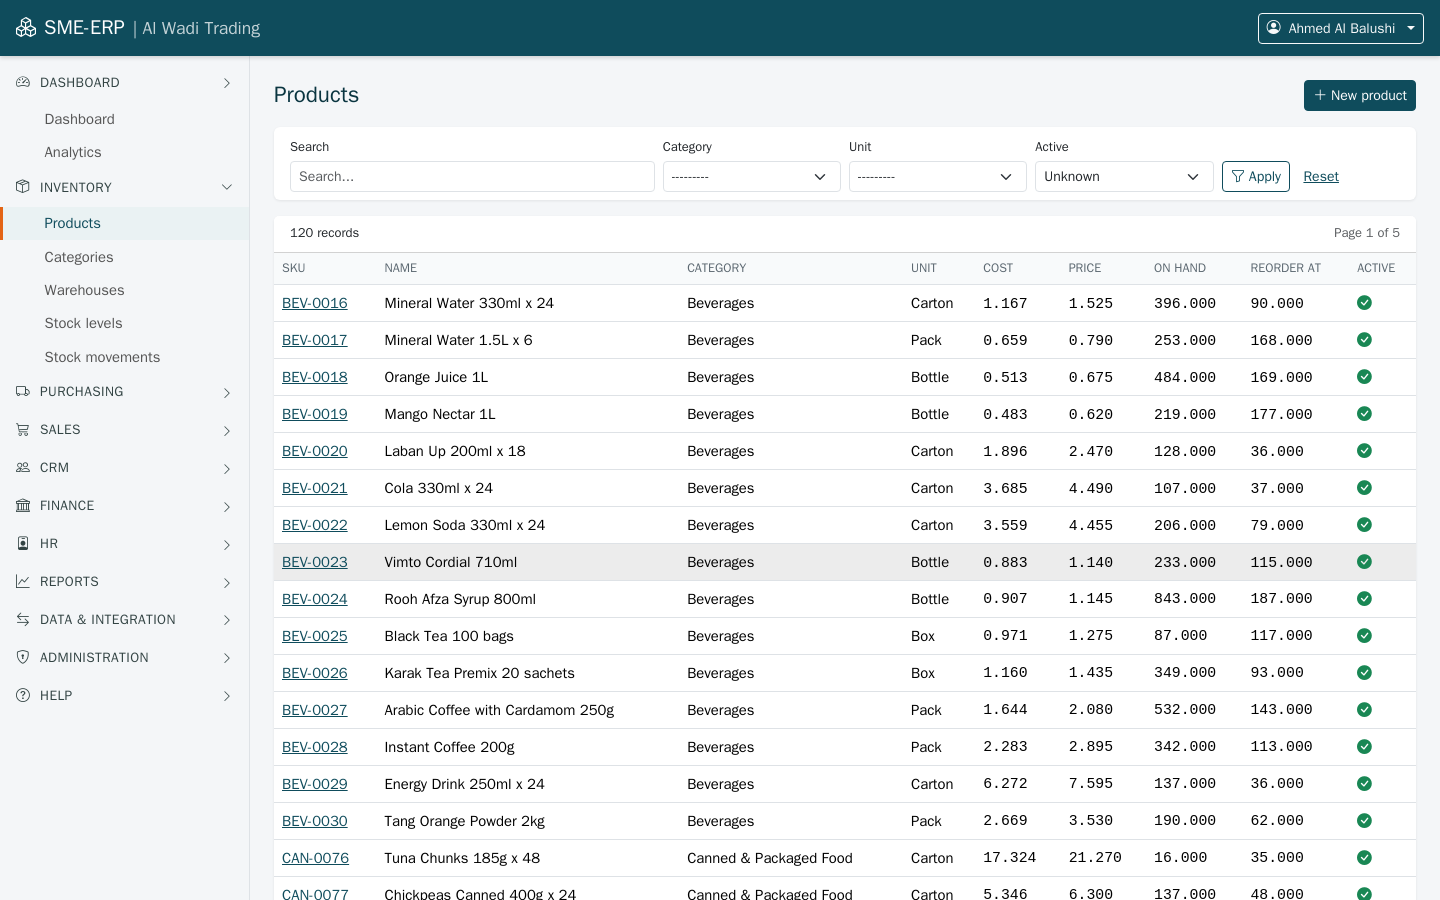 SME-ERP | Al Wadi Trading
Ahmed Al Balushi
DASHBOARD
Dashboard
Analytics
INVENTORY
Products
Categories
Warehouses
Stock levels
Stock movements
PURCHASING
SALES
CRM
FINANCE
HR
REPORTS
DATA & INTEGRATION
ADMINISTRATION
HELP
Products
New product
Search Category Unit Active
Search... --------- --------- Unknown Apply Reset
120 records Page 1 of 5
SKU NAME CATEGORY UNIT COST PRICE ON HAND REORDER AT ACTIVE
BEV-0016 Mineral Water 330ml x 24 Beverages Carton 1.167 1.525 396.000 90.000
BEV-0017 Mineral Water 1.5L x 6 Beverages Pack 0.659 0.790 253.000 168.000
BEV-0018 Orange Juice 1L Beverages Bottle 0.513 0.675 484.000 169.000
BEV-0019 Mango Nectar 1L Beverages Bottle 0.483 0.620 219.000 177.000
BEV-0020 Laban Up 200ml x 18 Beverages Carton 1.896 2.470 128.000 36.000
BEV-0021 Cola 330ml x 24 Beverages Carton 3.685 4.490 107.000 37.000
BEV-0022 Lemon Soda 330ml x 24 Beverages Carton 3.559 4.455 206.000 79.000
BEV-0023 Vimto Cordial 710ml Beverages Bottle 0.883 1.140 233.000 115.000
BEV-0024 Rooh Afza Syrup 800ml Beverages Bottle 0.907 1.145 843.000 187.000
BEV-0025 Black Tea 100 bags Beverages Box 0.971 1.275 87.000 117.000
BEV-0026 Karak Tea Premix 20 sachets Beverages Box 1.160 1.435 349.000 93.000
BEV-0027 Arabic Coffee with Cardamom 250g Beverages Pack 1.644 2.080 532.000 143.000
BEV-0028 Instant Coffee 200g Beverages Pack 2.283 2.895 342.000 113.000
BEV-0029 Energy Drink 250ml x 24 Beverages Carton 6.272 7.595 137.000 36.000
BEV-0030 Tang Orange Powder 2kg Beverages Pack 2.669 3.530 190.000 62.000
CAN-0076 Tuna Chunks 185g x 48 Canned & Packaged Food Carton 17.324 21.270 16.000 35.000
CAN-0077 Chickpeas Canned 400g x 24 Canned & Packaged Food Carton 5.346 6.300 137.000 48.000